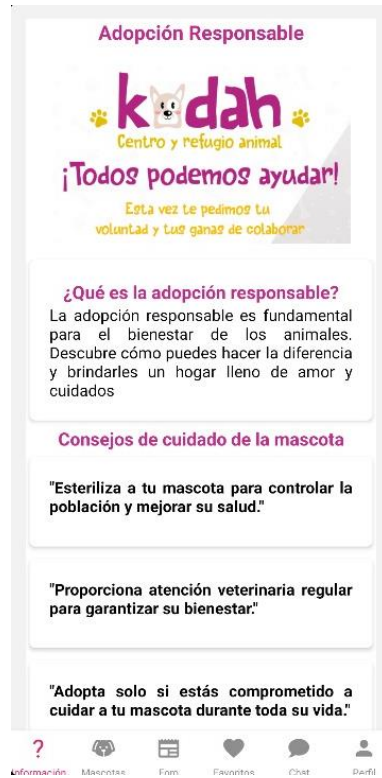 Adopción Responsable
kudah
Centro y refugio animal
¡Todos podemos ayudar!
Esta vez te pedimos tu
voluntad y tus ganas de colaborar
¿Qué es la adopción responsable?
La adopción responsable es fundamental
para el bienestar de los animales.
Descubre cómo puedes hacer la diferencia
y brindarles un hogar lleno de amor y
cuidados
Consejos de cuidado de la mascota
"Esteriliza a tu mascota para controlar la
población y mejorar su salud."
"Proporciona atención veterinaria regular
para garantizar su bienestar."
"Adopta solo si estás comprometido a
cuidar a tu mascota durante toda su vida."
Información Mascotas Fom Favoritos Chat Perfil